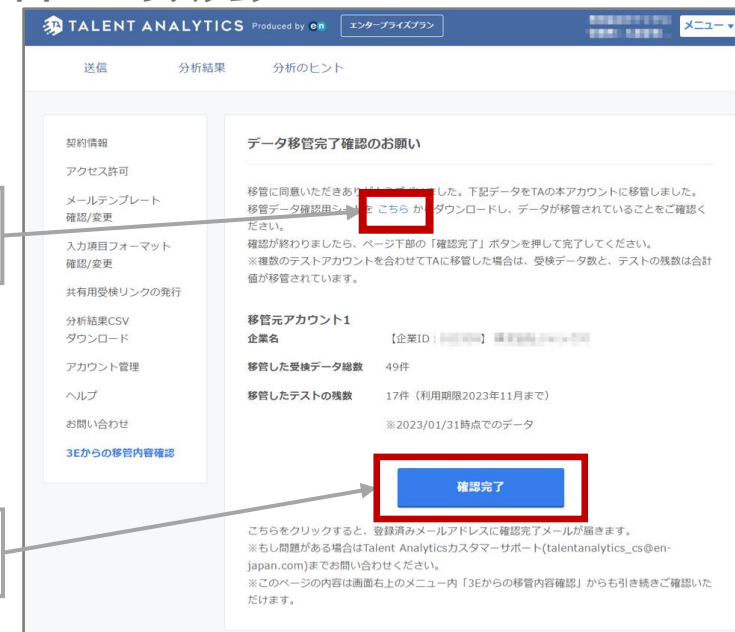 TALENT ANALYTICS Produced by en エンタープライズプラン
メニュー ▾
送信 分析結果 分析のヒント
契約情報
アクセス許可
メールテンプレート
確認/変更
入力項目フォーマット
確認/変更
共有用受検リンクの発行
分析結果CSV
ダウンロード
アカウント管理
ヘルプ
お問い合わせ
3Eからの移管内容確認
データ移管完了確認のお願い
移管に同意いただきあり ました。下記データをTAの本アカウントに移管しました。
移管データ確認用シートを こちら からダウンロードし、データが移管されていることをご確認く
ださい。
確認が終わりましたら、ページ下部の「確認完了」ボタンを押して完了してください。
※複数のテストアカウントを合わせてTAに移管した場合は、受検データ数と、テストの残数は合計
値が移管されています。
移管元アカウント1
企業名 【企業ID: 】
移管した受検データ総数 49件
移管したテストの残数 17件（利用期限2023年11月まで）
※2023/01/31時点でのデータ
確認完了
こちらをクリックすると、登録済みメールアドレスに確認完了メールが届きます。
※もし問題がある場合はTalent Analyticsカスタマーサポート(talentanalytics_cs@en-
japan.com)までお問い合わせください。
※このページの内容は画面右上のメニュー内「3Eからの移管内容確認」からも引き続きご確認いた
だけます。